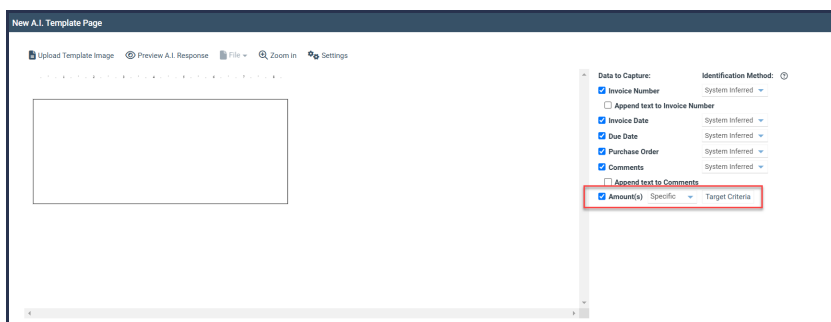 New A.I. Template Page
Upload Template Image Preview A.I. Response File Zoom in Settings
Data to Capture: Identification Method:
Invoice Number System Inferred
Append text to Invoice Number
Invoice Date System Inferred
Due Date System Inferred
Purchase Order System Inferred
Comments System Inferred
Append text to Comments
Amount(s) Specific Target Criteria